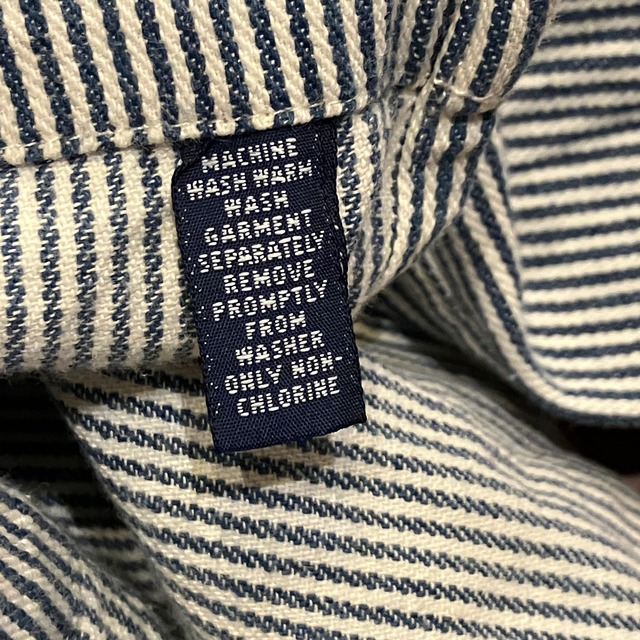 MACHINE
WASH WARM
WASH
GARMENT
SEPARATELY
REMOVE
PROMPTLY
FROM
WASHER
ONLY NON-
CHLORINE